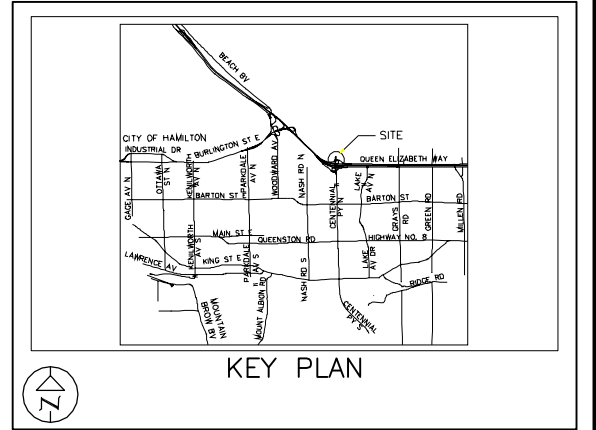 BEACH BV
CITY OF HAMILTON
INDUSTRIAL DR
BURLINGTON ST E
SITE
QUEEN ELIZABETH WAY
GAGE AV N
OTTAWA
ST N
KENILWORTH
AV N
PARKDALE
AV N
WOODWARD AV
NASH RD N
CENTENNIAL
PY N
LAKE
AV N
BARTON ST E
BARTON ST
GRAYS
RD
GREEN RD
MILLEN RD
MAIN ST E
QUEENSTON RD
HIGHWAY NO. 8
LAWRENCE AV
KENILWORTH
AV S
KING ST E
PARKDALE
AV S
NASH RD S
LAKE
AV DR
RIDGE RD
MOUNTAIN
BROW BV
MOUNT ALBION RD
CENTENNIAL
PY S
KEY PLAN
N